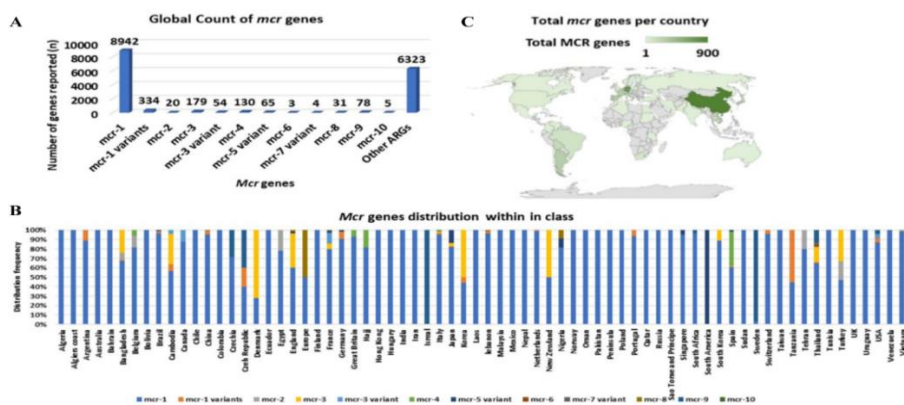 A
Global Count of mcr genes
Number of genes reported (n)
10000
8000
6000
4000
2000
0
8942
334
20
179
54
130
65
3
4
31
78
5
6323
mcr-1
mcr-1 variants
mcr-2
mcr-3
mcr-3 variant
mcr-4
mcr-5 variant
mcr-6
mcr-7 variant
mcr-8
mcr-9
mcr-10
Other ARGs
Mcr genes
C
Total mcr genes per country
Total MCR genes
1 900
B
Mcr genes distribution within in class
Distribution frequency
100%
90%
80%
70%
60%
50%
40%
30%
20%
10%
0%
Algeria
Algiers coast
Argentina
Australia
Bahrain
Bangladesh
Belgium
Bolivia
Brazil
Cambodia
Canada
Chile
China
Colombia
Czech Republic
Denmark
Ecuador
Egypt
England
Europe
Finland
France
Germany
Great Britain
Haiti
Hong Kong
Hungary
India
Iran
Israel
Italy
Japan
Korea
Laos
Lebanon
Malaysia
Mexico
Nepal
Netherlands
New Zealand
Nigeria
Norway
Oman
Pakistan
Peninsula
Poland
Portugal
Qatar
Russia
Sao Tome and Principe
Singapore
South Africa
South America
South Korea
Spain
Sudan
Sweden
Switzerland
Taiwan
Tanzania
Tehran
Thailand
Tunisia
Turkey
UK
Uruguay
USA
Venezuela
Vietnam
mcr-1 mcr-1 variants mcr-2 mcr-3 mcr-3 variant mcr-4 mcr-5 variant mcr-6 mcr-7 variant mcr-8 mcr-9 mcr-10